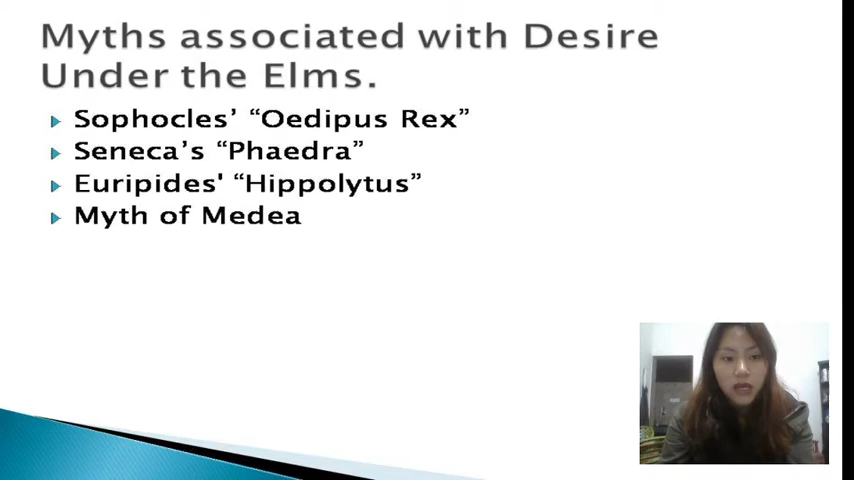 Myths associated with Desire
Under the Elms.
Sophocles’ “Oedipus Rex”
Seneca’s “Phaedra”
Euripides' “Hippolytus”
Myth of Medea